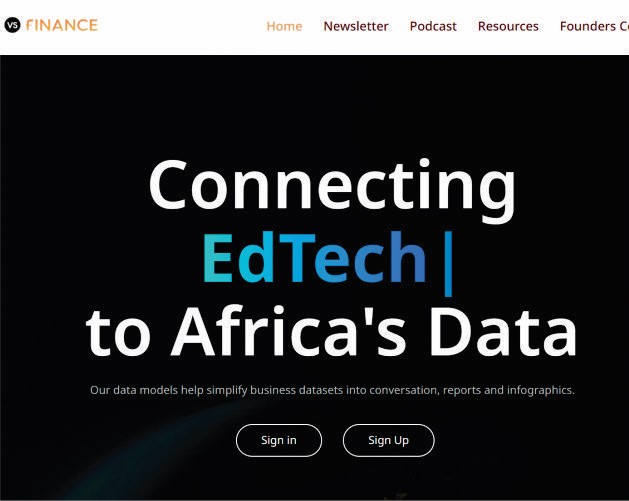 VS FINANCE
Home Newsletter Podcast Resources Founders
Connecting
EdTech|
to Africa's Data
Our data models help simplify business datasets into conversation, reports and infographics.
Sign in Sign Up